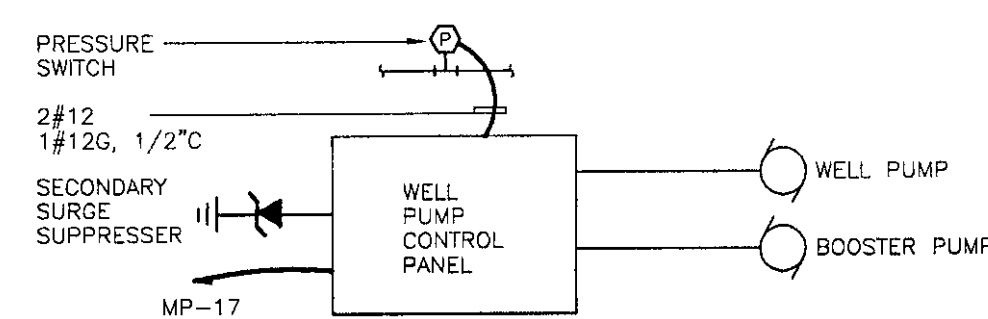 PRESSURE
SWITCH
P
2#12
1#12G, 1/2"C
SECONDARY
SURGE
SUPPRESSER
WELL
PUMP
CONTROL
PANEL
WELL PUMP
BOOSTER PUMP
MP-17